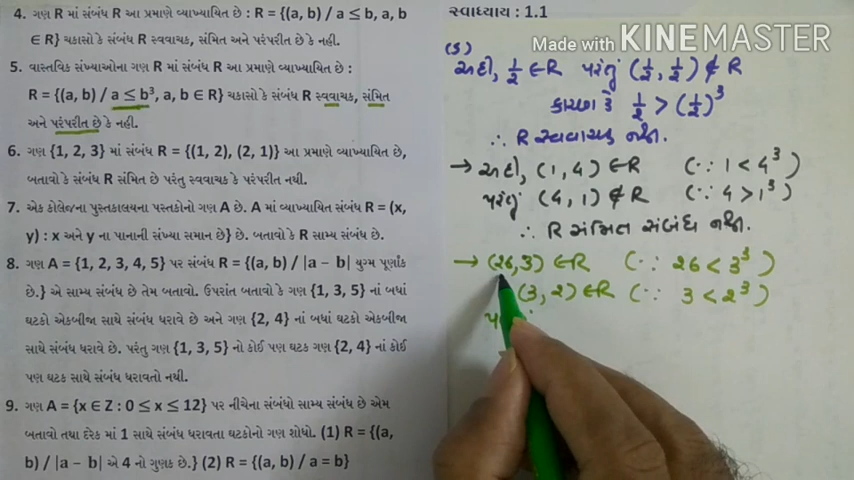 4. ગણ R માં સંબંધ R આ પ્રમાણે વ્યાખ્યાયિત છે : R = {(a, b) / a ≤ b, a, b
∈ R} ચકાસો કે સંબંધ R સ્વવાચક, સંમિત અને પરંપરીત છે કે નહી.
5. વાસ્તવિક સંખ્યાઓના ગણ R માં સંબંધ R આ પ્રમાણે વ્યાખ્યાયિત છે :
R = {(a, b) / a ≤ b³, a, b ∈ R} ચકાસો કે સંબંધ R સ્વવાચક, સંમિત
અને પરંપરીત છે કે નહી.
6. ગણ {1, 2, 3} માં સંબંધ R = {(1, 2), (2, 1)} આ પ્રમાણે વ્યાખ્યાયિત છે,
બતાવો કે સંબંધ R સંમિત છે પરંતુ સ્વવાચક કે પરંપરીત નથી.
7. એક કોલેજના પુસ્તકાલયના પુસ્તકોનો ગણ A છે. A માં વ્યાખ્યાયિત સંબંધ R = (x,
y) : x અને y ના પાનાની સંખ્યા સમાન છે} છે. બતાવો કે R સામ્ય સંબંધ છે.
8. ગણ A = {1, 2, 3, 4, 5} પર સંબંધ R = {(a, b) / |a − b| યુગ્મ પૂર્ણાંક
છે.} એ સામ્ય સંબંધ છે તેમ બતાવો. ઉપરાંત બતાવો કે ગણ {1, 3, 5} નાં બધાં
ઘટકો એકબીજા સાથે સંબંધ ધરાવે છે અને ગણ {2, 4} નાં બધાં ઘટકો એકબીજા
સાથે સંબંધ ધરાવે છે. પરંતુ ગણ {1, 3, 5} નો કોઈ પણ ઘટક ગણ {2, 4} નાં કોઈ
પણ ઘટક સાથે સંબંધ ધરાવતો નથી.
9. ગણ A = {x ∈ Z : 0 ≤ x ≤ 12} પર નીચેના સંબંધો સામ્ય સંબંધ છે એમ
બતાવો તથા દરેક માં 1 સાથે સંબંધ ધરાવતા ઘટકોનો ગણ શોધો. (1) R = {(a,
b) / |a − b| એ 4 નો ગુણક છે.} (2) R = {(a, b) / a = b}
સ્વાધ્યાય : 1.1
Made with KINEMASTER
(5)
અહીં, 1/2 ∈ R પરંતુ (1/2, 1/2) ∉ R
કારણ કે 1/2 > (1/2)³
∴ R સ્વવાચક નથી.
→ અહીં, (1, 4) ∈ R (∵ 1 < 4³)
પરંતુ (4, 1) ∉ R (∵ 4 > 1³)
∴ R સંમિત સંબંધ નથી.
→ (26, 3) ∈ R (∵ 26 < 3³)
(3, 2) ∈ R (∵ 3 < 2³)